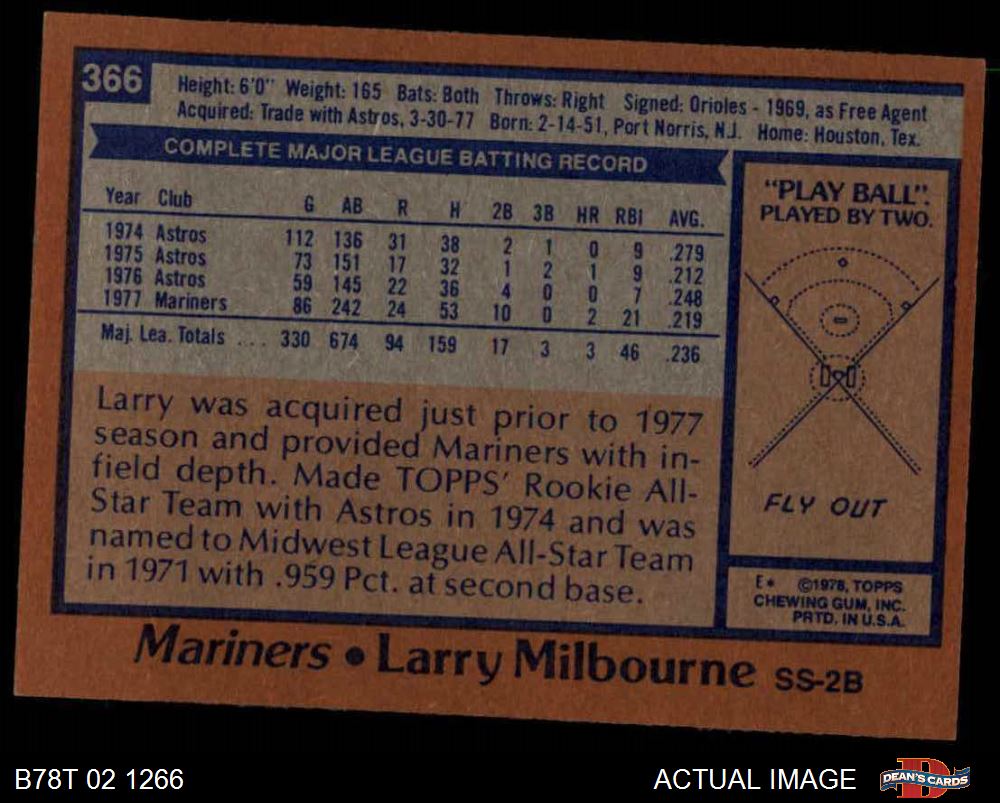 366
Height: 6'0" Weight: 165 Bats: Both Throws: Right Signed: Orioles - 1969, as Free Agent
Acquired: Trade with Astros, 3-30-77 Born: 2-14-51, Port Norris, N.J. Home: Houston, Tex.
COMPLETE MAJOR LEAGUE BATTING RECORD
Year Club G AB R H 2B 3B HR RBI AVG.
1974 Astros 112 136 31 38 2 1 0 9 .279
1975 Astros 73 151 17 32 1 2 1 9 .212
1976 Astros 59 145 22 36 4 0 0 7 .248
1977 Mariners 86 242 24 53 10 0 2 21 .219
Maj. Lea. Totals .... 330 674 94 159 17 3 3 46 .236
Larry was acquired just prior to 1977
season and provided Mariners with in-
field depth. Made TOPPS' Rookie All-
Star Team with Astros in 1974 and was
named to Midwest League All-Star Team
in 1971 with .959 Pct. at second base.
"PLAY BALL".
PLAYED BY TWO.
FLY OUT
E* ©1978, TOPPS
CHEWING GUM, INC.
PRTD. IN U.S.A.
Mariners • Larry Milbourne SS-2B
B78T 02 1266
ACTUAL IMAGE
D
DEAN'S CARDS